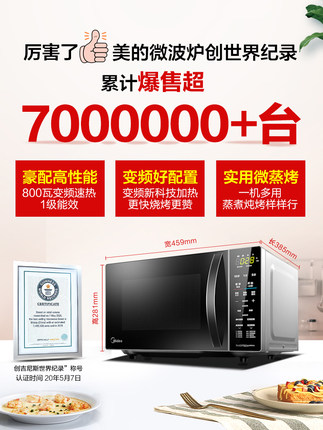 厉害了 美的微波炉创世界纪录
累计爆售超
7000000+台
豪配高性能
800瓦变频速热
1级能效
变频好配置
变频新科技加热
更快烧烤更赞
实用微蒸烤
一机多用
蒸煮炖烤样样行
宽459mm
长385mm
高281mm
Midea
创吉尼斯世界纪录"称号
认证时间 20年5月7日